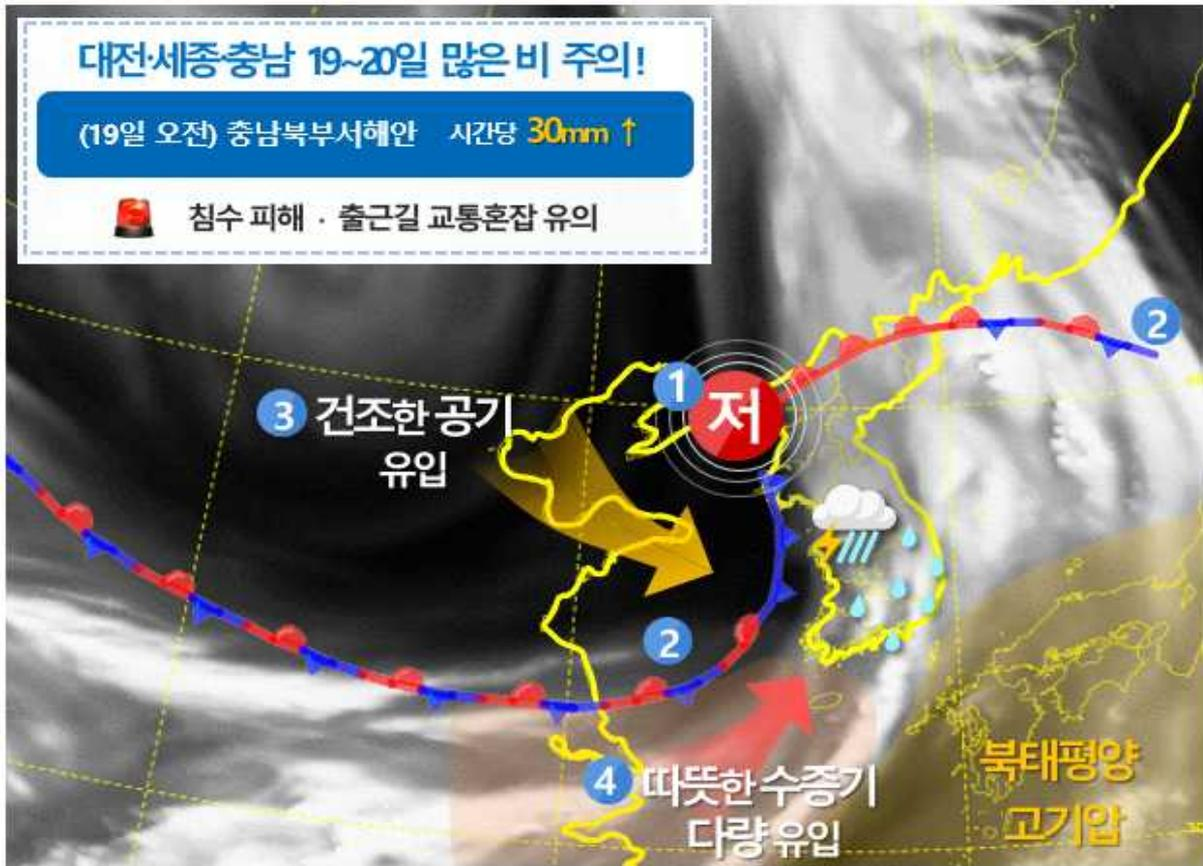 대전·세종·충남 19~20일 많은 비 주의!
(19일 오전) 충남북부서해안 시간당 30mm ↑
침수 피해 · 출근길 교통혼잡 유의
2
1
저
3 건조한 공기
유입
2
4 따뜻한 수증기
다량 유입
북태평양
고기압